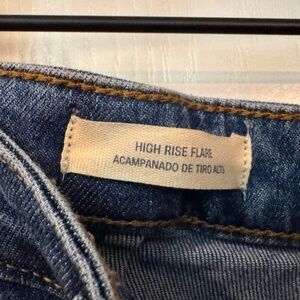 HIGH RISE FLARE
ACAMPANADO DE TIRO ALTO